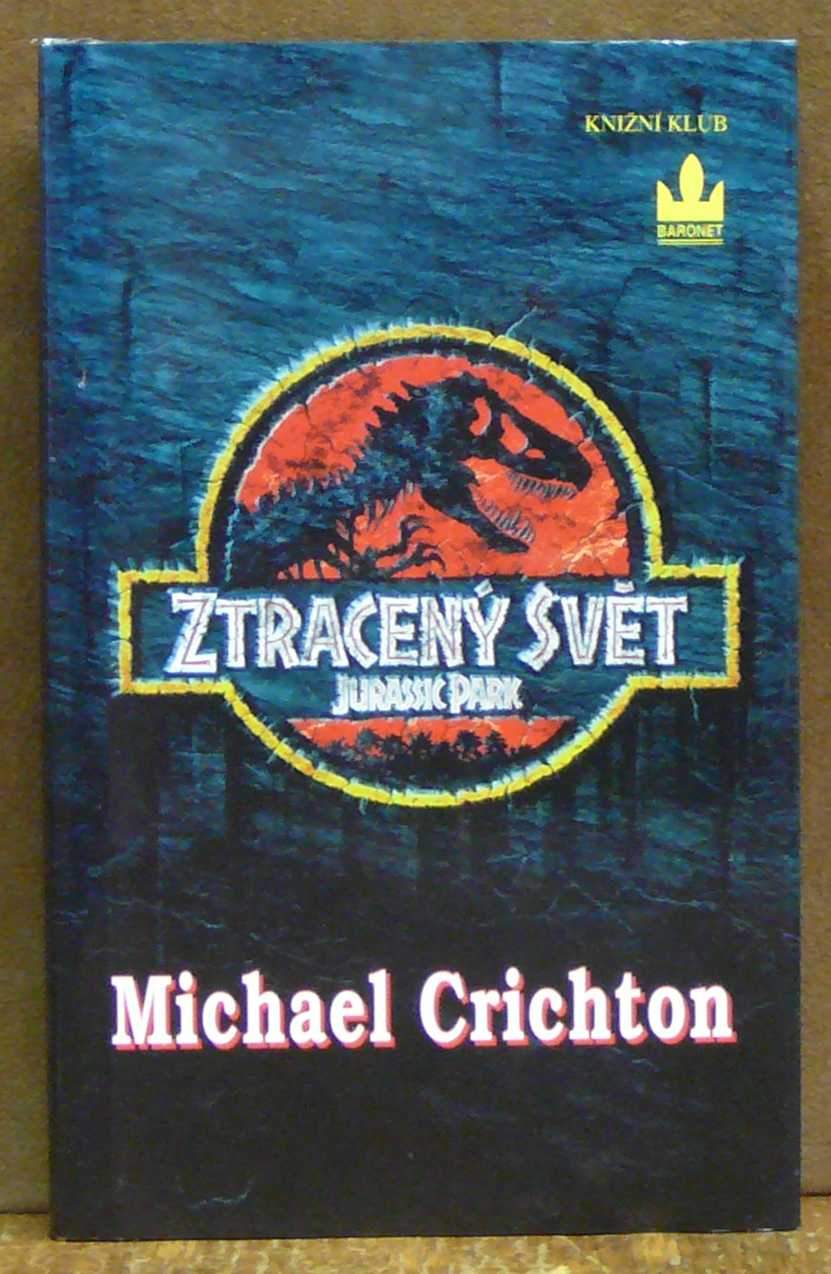 KNIŽNÍ KLUB
BARONET
ZTRACENÝ SVĚT
JURASSIC PARK
Michael Crichton